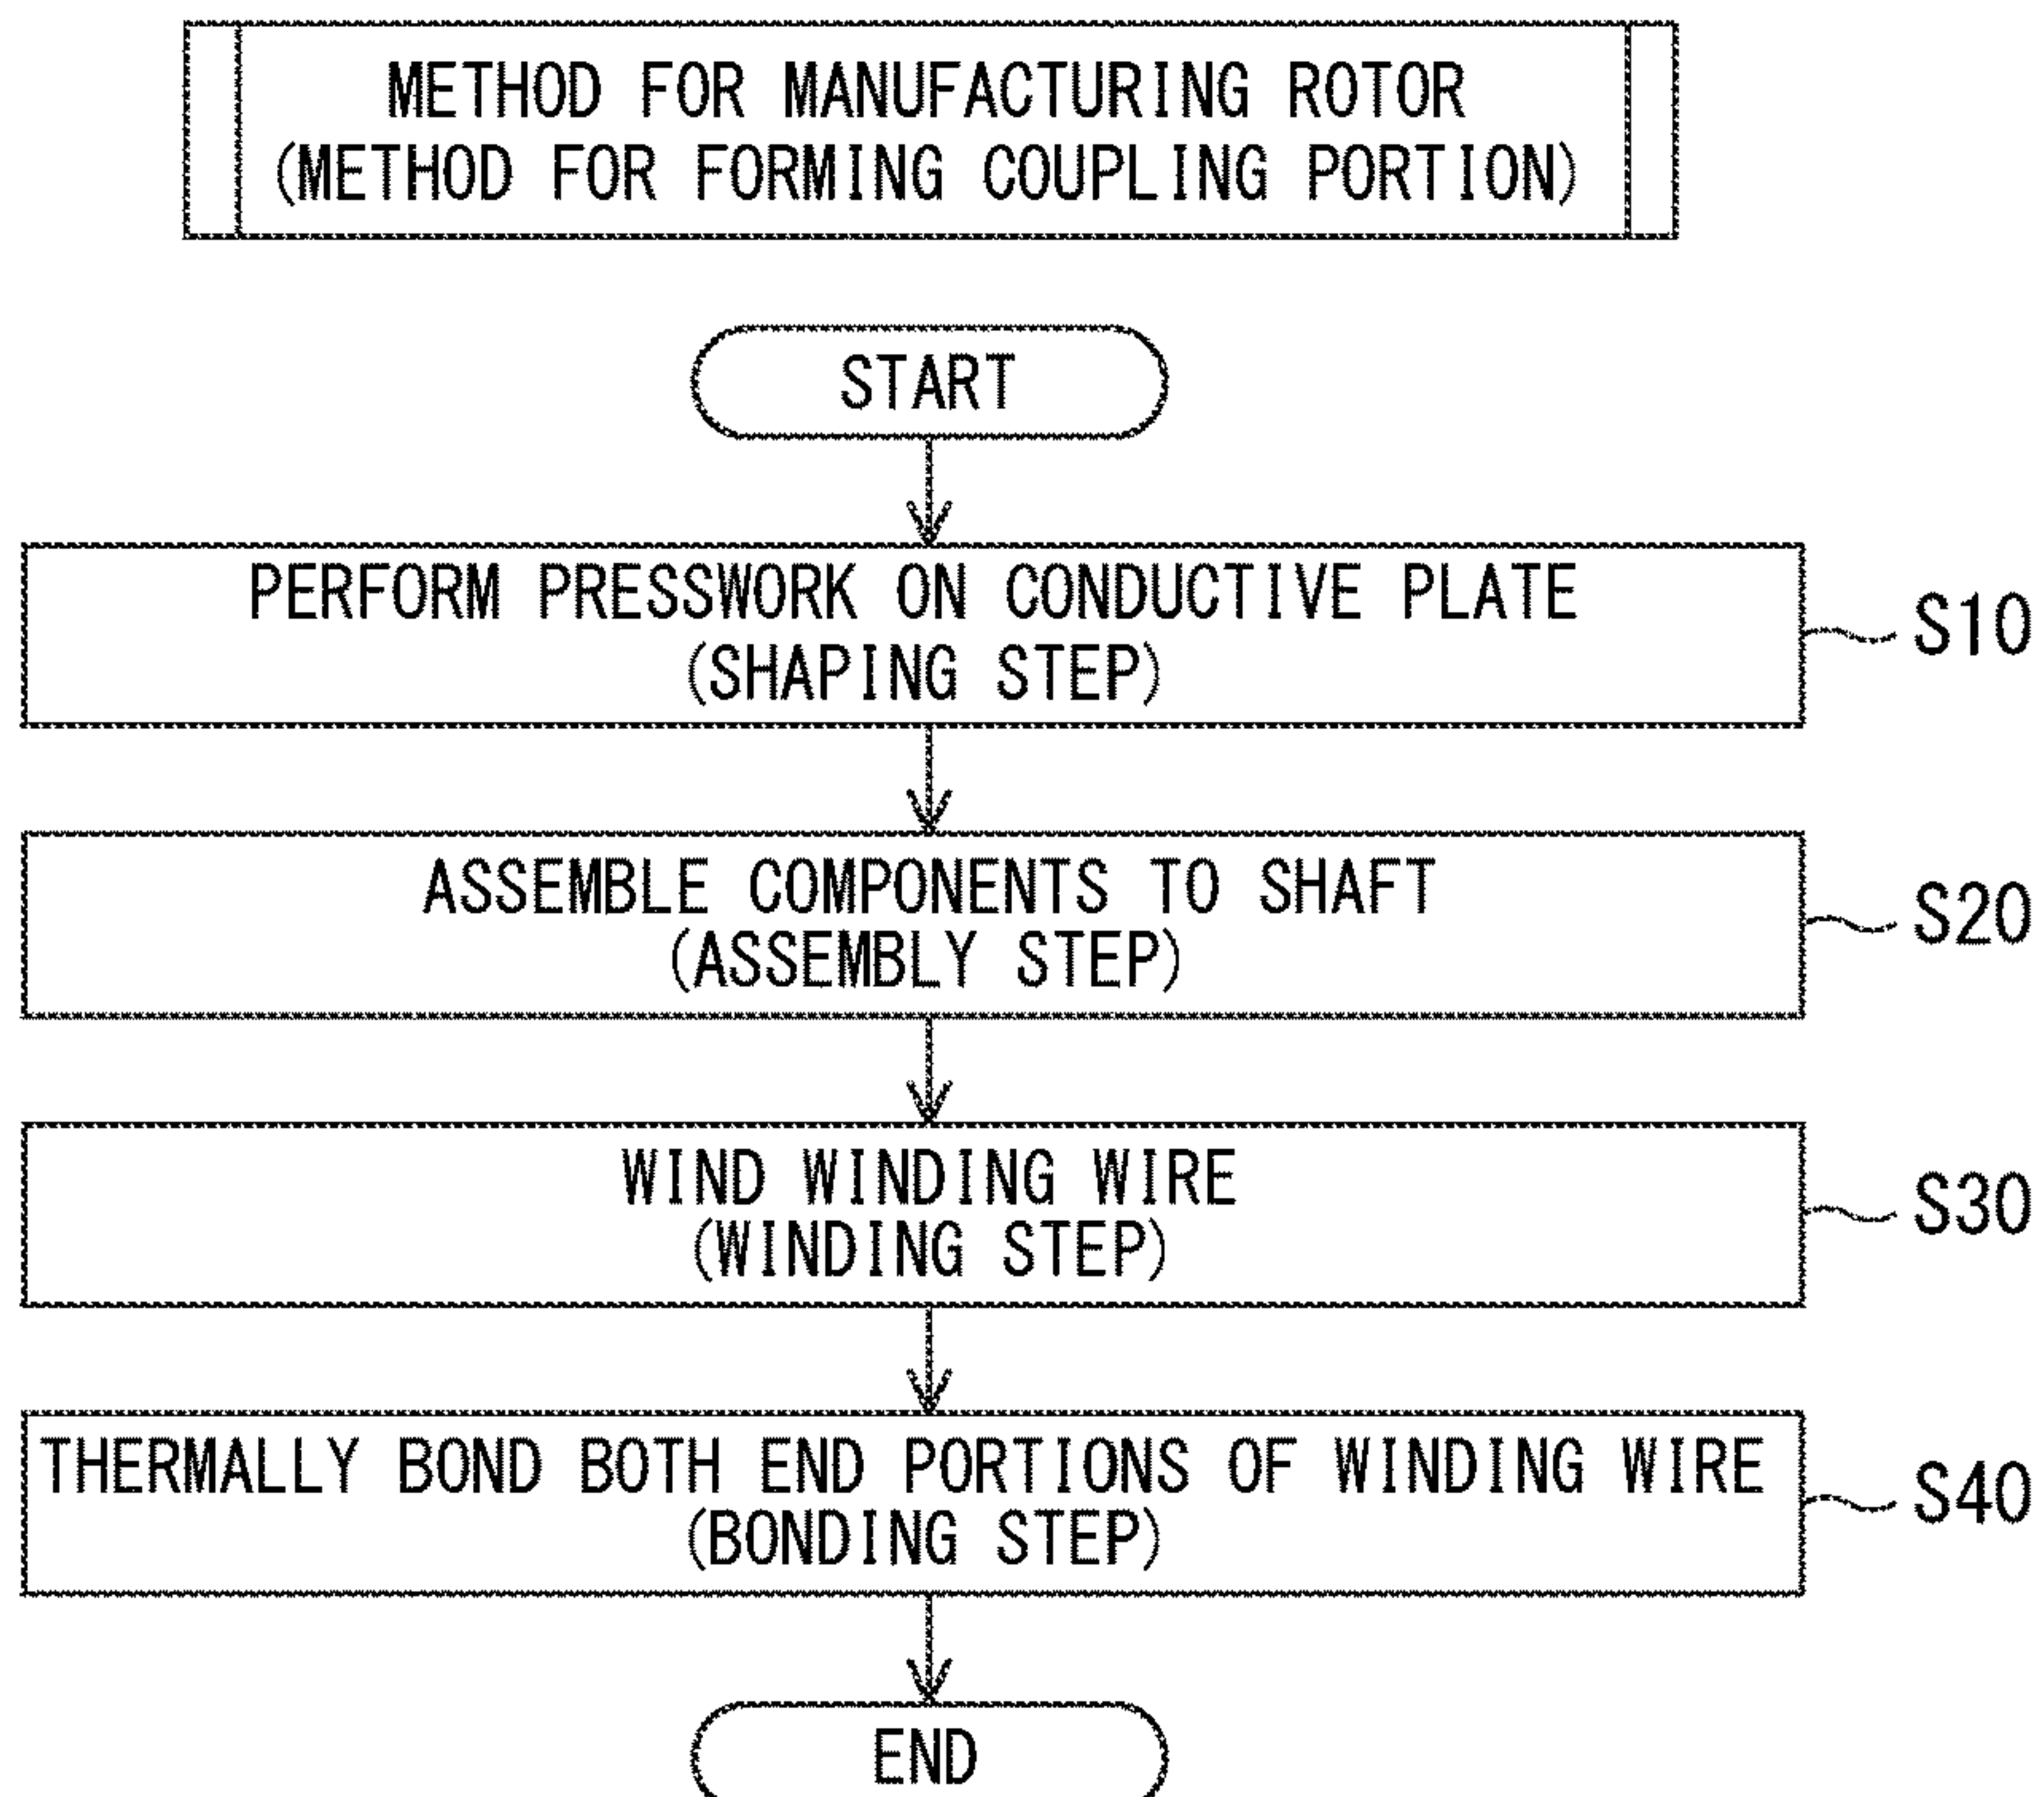 METHOD FOR MANUFACTURING ROTOR
(METHOD FOR FORMING COUPLING PORTION)
START
PERFORM PRESSWORK ON CONDUCTIVE PLATE
(SHAPING STEP)
S10
ASSEMBLE COMPONENTS TO SHAFT
(ASSEMBLY STEP)
S20
WIND WINDING WIRE
(WINDING STEP)
S30
THERMALLY BOND BOTH END PORTIONS OF WINDING WIRE
(BONDING STEP)
S40
END